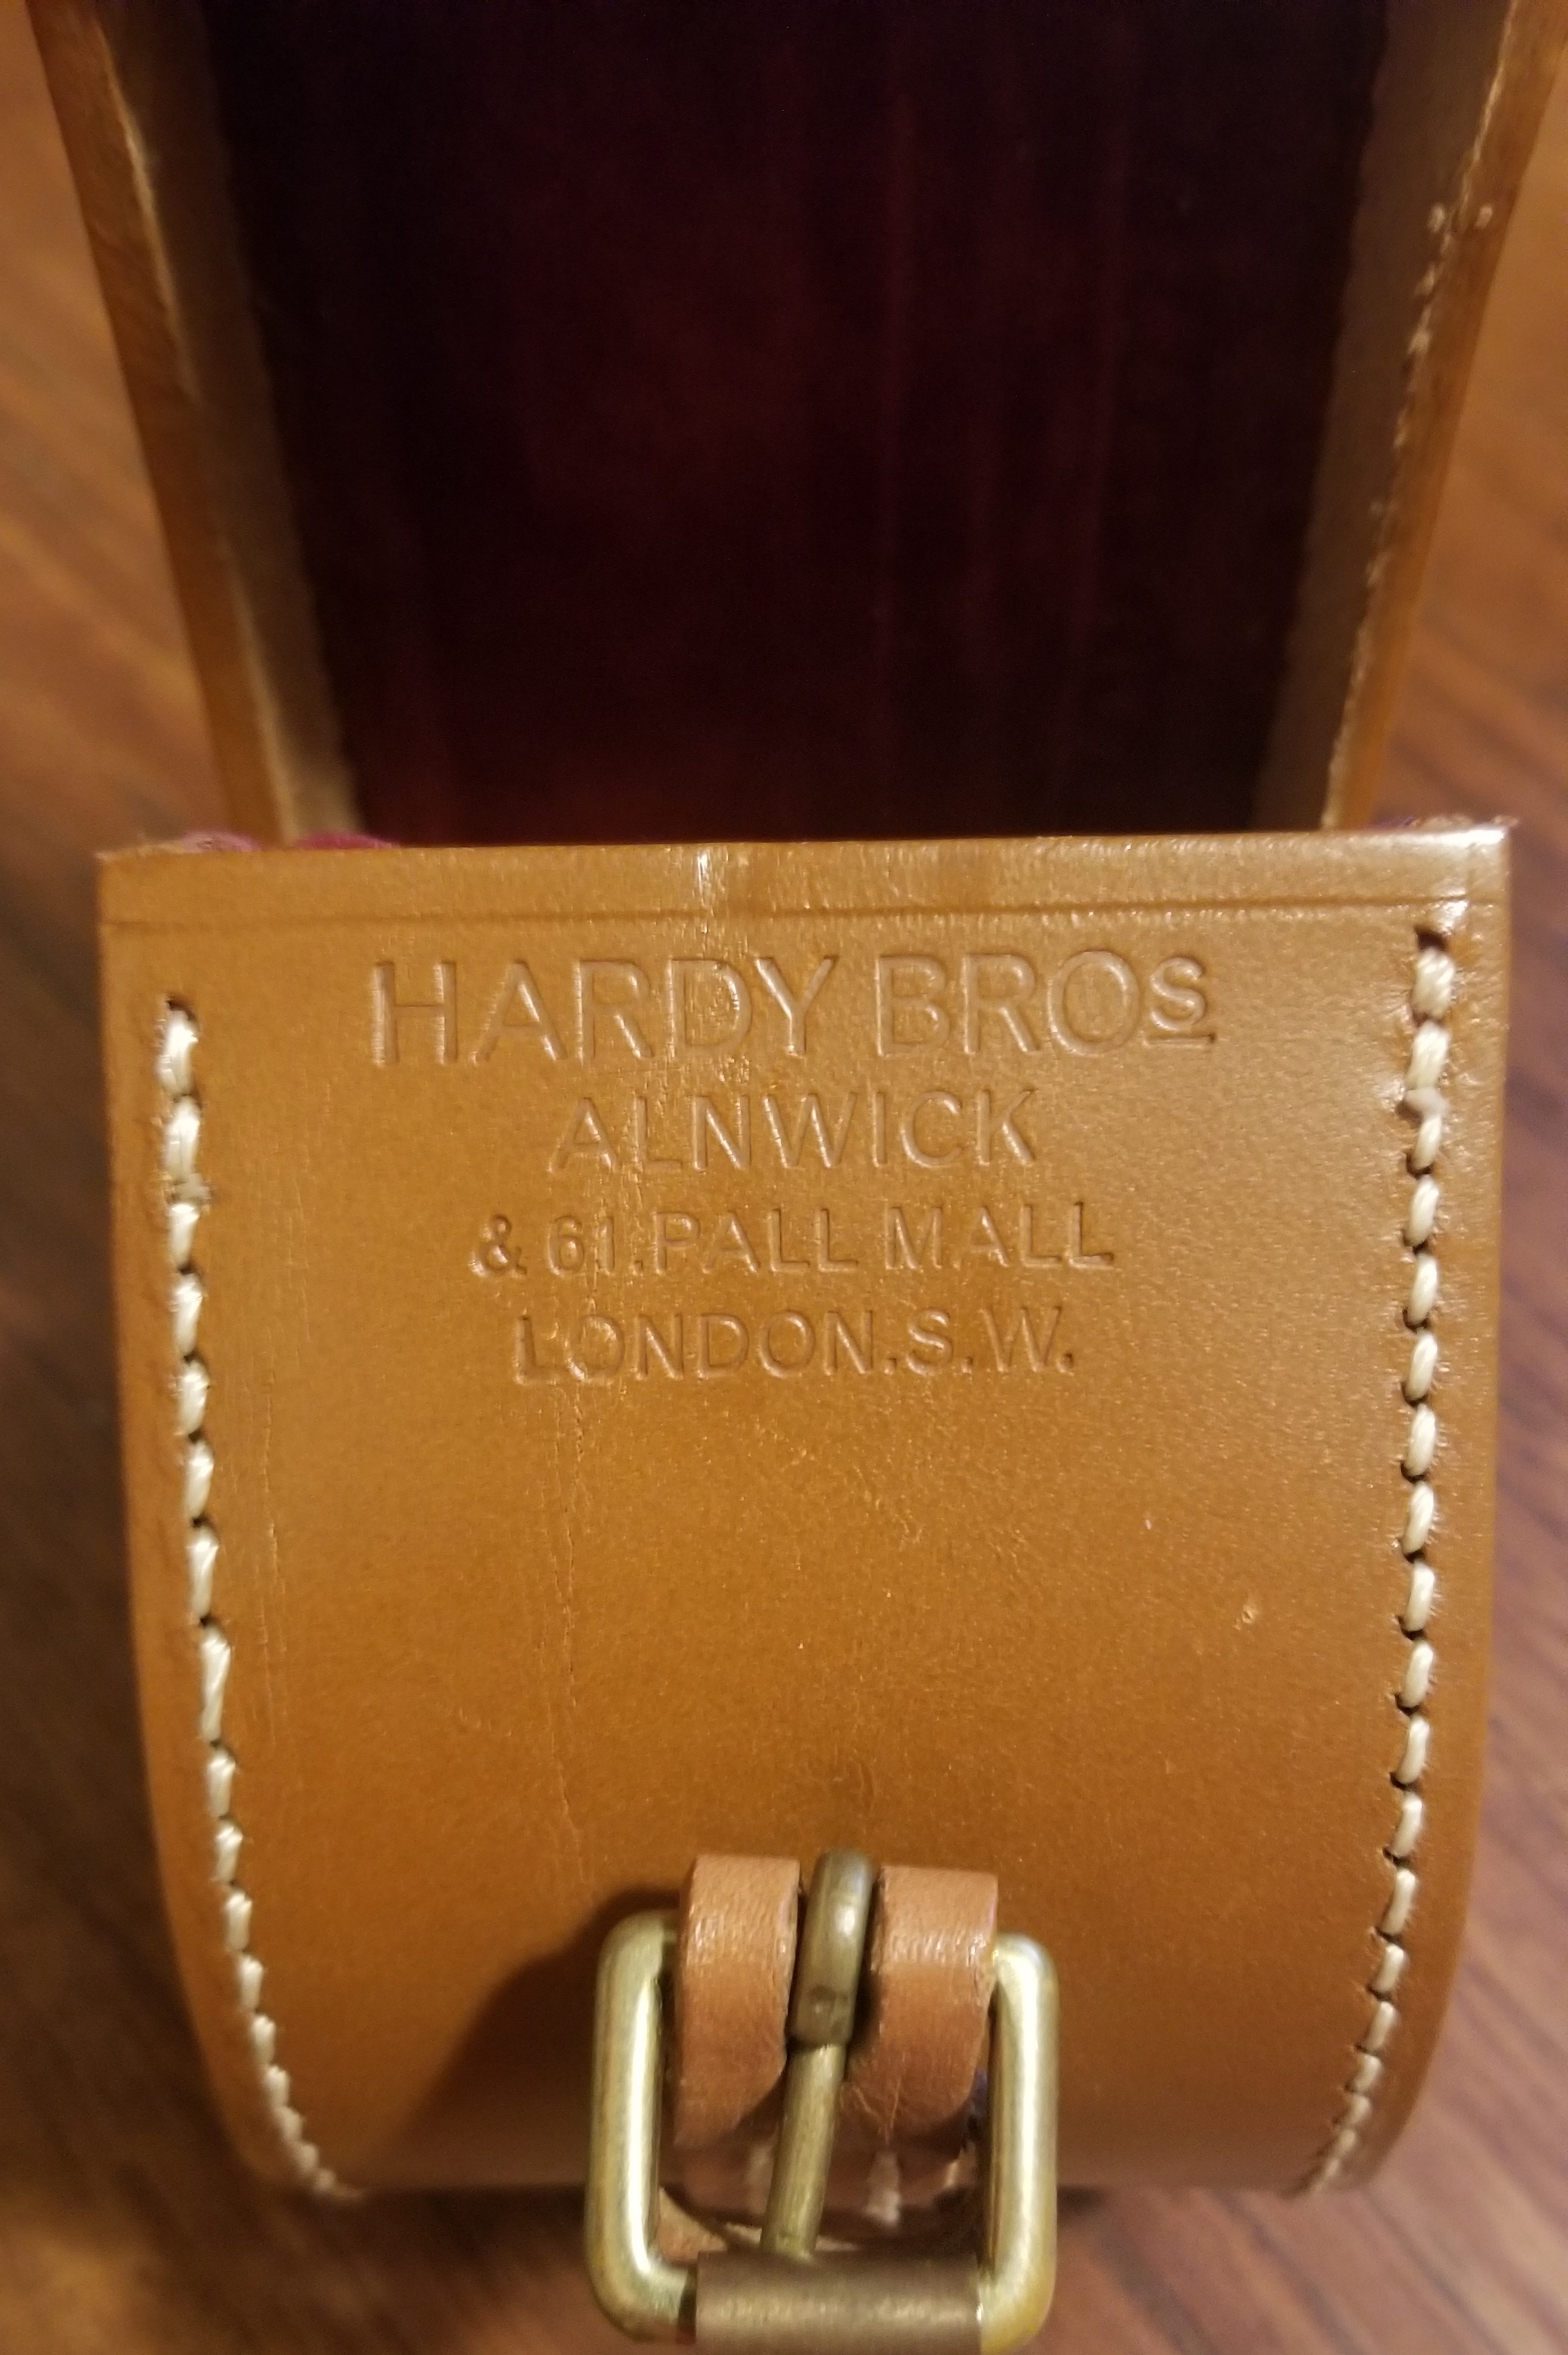 HARDY BROS
ALNWICK
& 61.PALL MALL
LONDON.S.W.